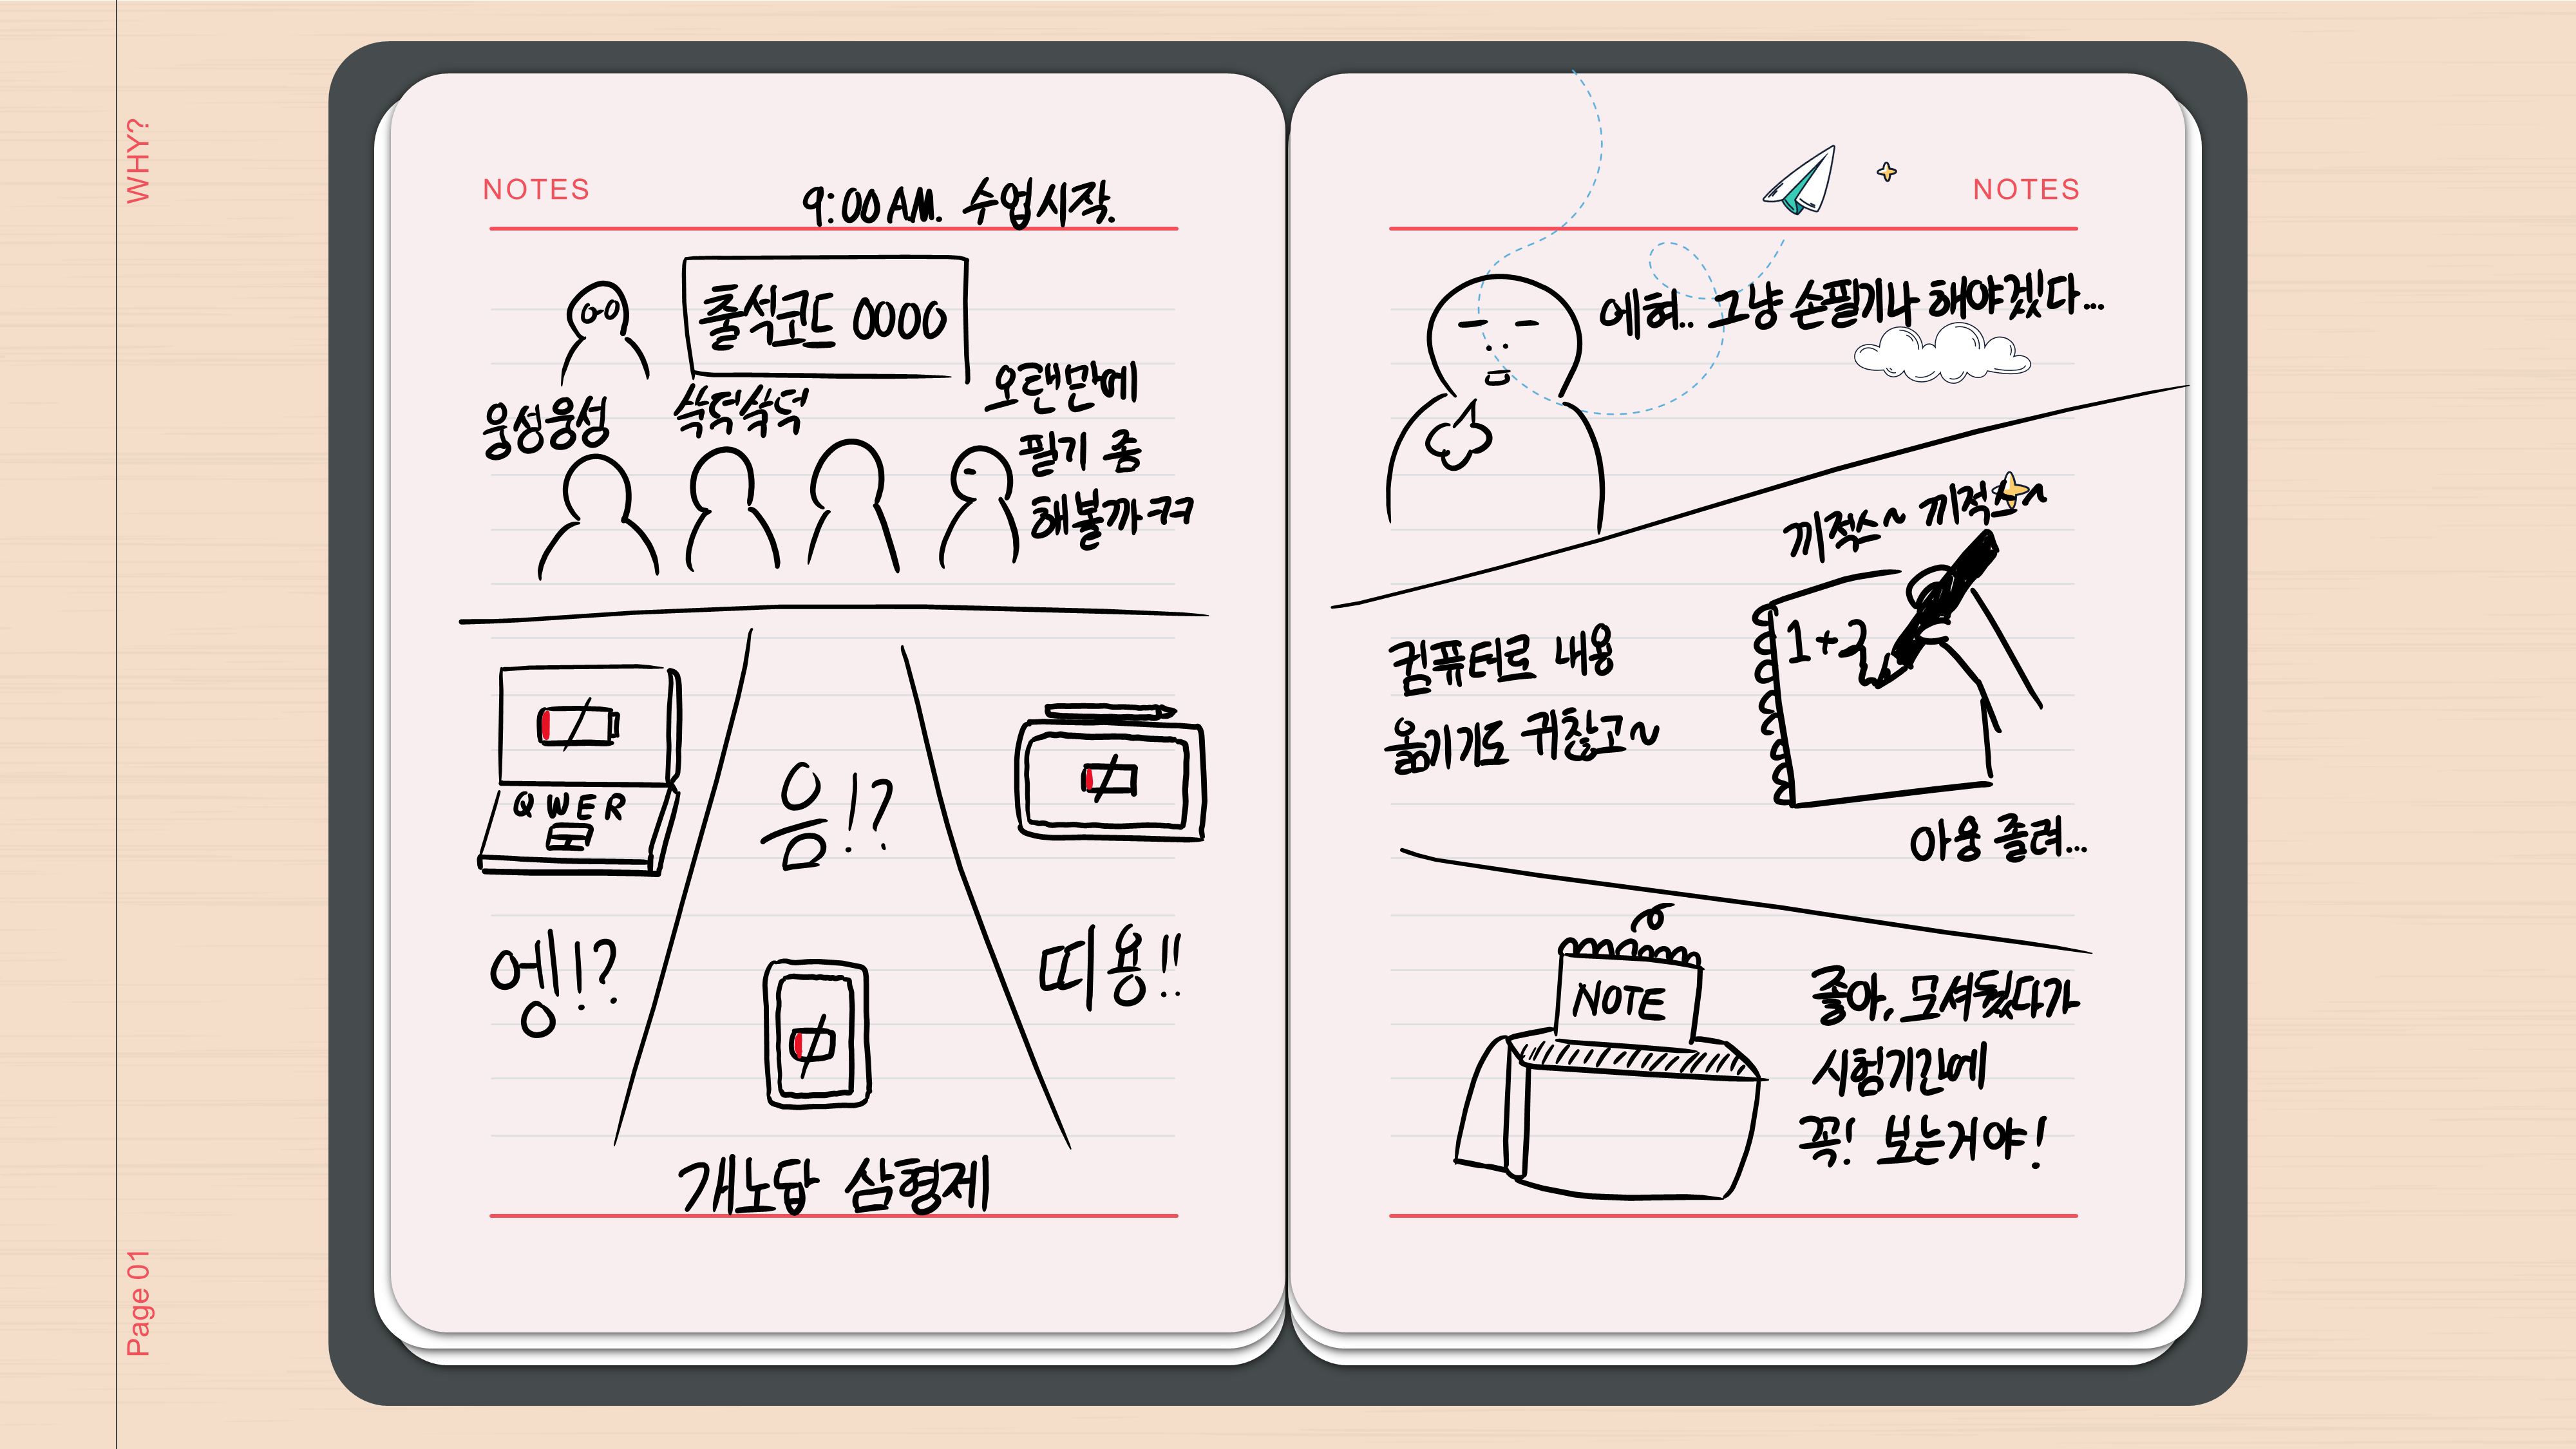 WHY?
Page 01
NOTES
9:00 AM. 수업시작.
출석코드 0000
웅성웅성
쑥덕쑥덕
오랜만에
필기 좀
해볼까 ㅋㅋ
QWER
엥!?
음!?
띠용!!
개노답 삼형제
NOTES
에혀.. 그냥 손필기나 해야겠다...
끼적쓰~ 끼적쓰~
1+2
컴퓨터로 내용
옮기기도 귀찮고~
아웅 졸려...
NOTE
좋아, 모셔뒀다가
시험기간에
꼭! 보는거야!